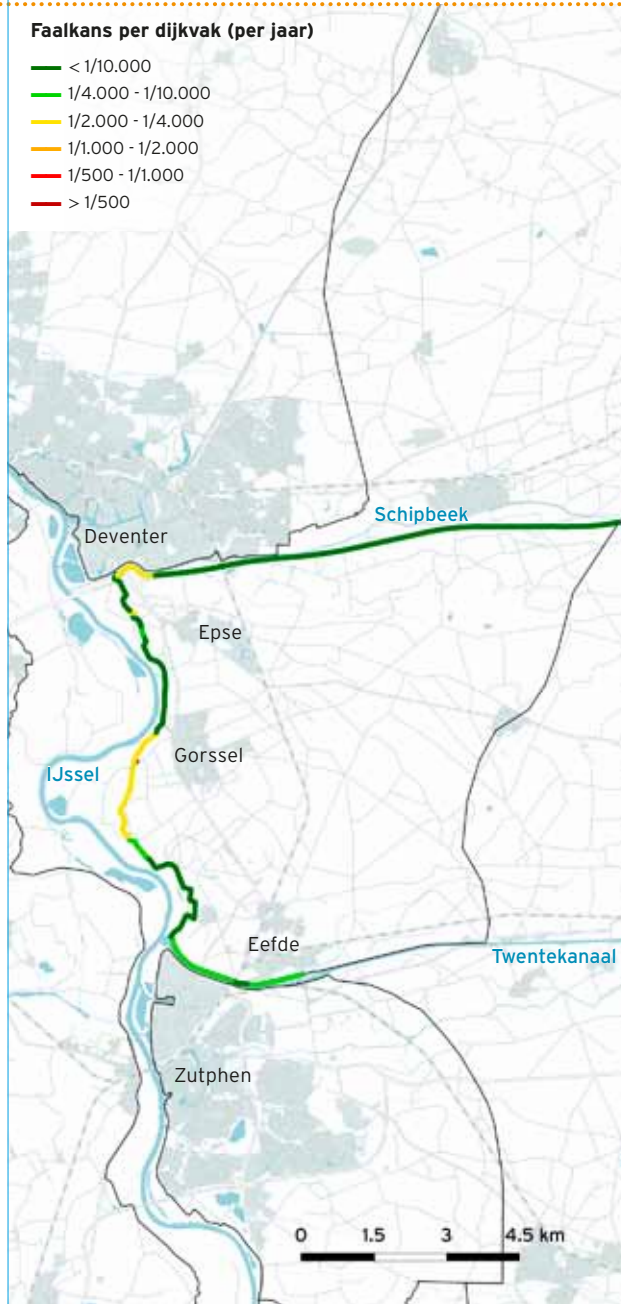 Faalkans per dijkvak (per jaar)
< 1/10.000
1/4.000 - 1/10.000
1/2.000 - 1/4.000
1/1.000 - 1/2.000
1/500 - 1/1.000
> 1/500
Schipbeek
Deventer
Epse
Gorssel
IJssel
Eefde
Twentekanaal
Zutphen
0 1.5 3 4.5 km